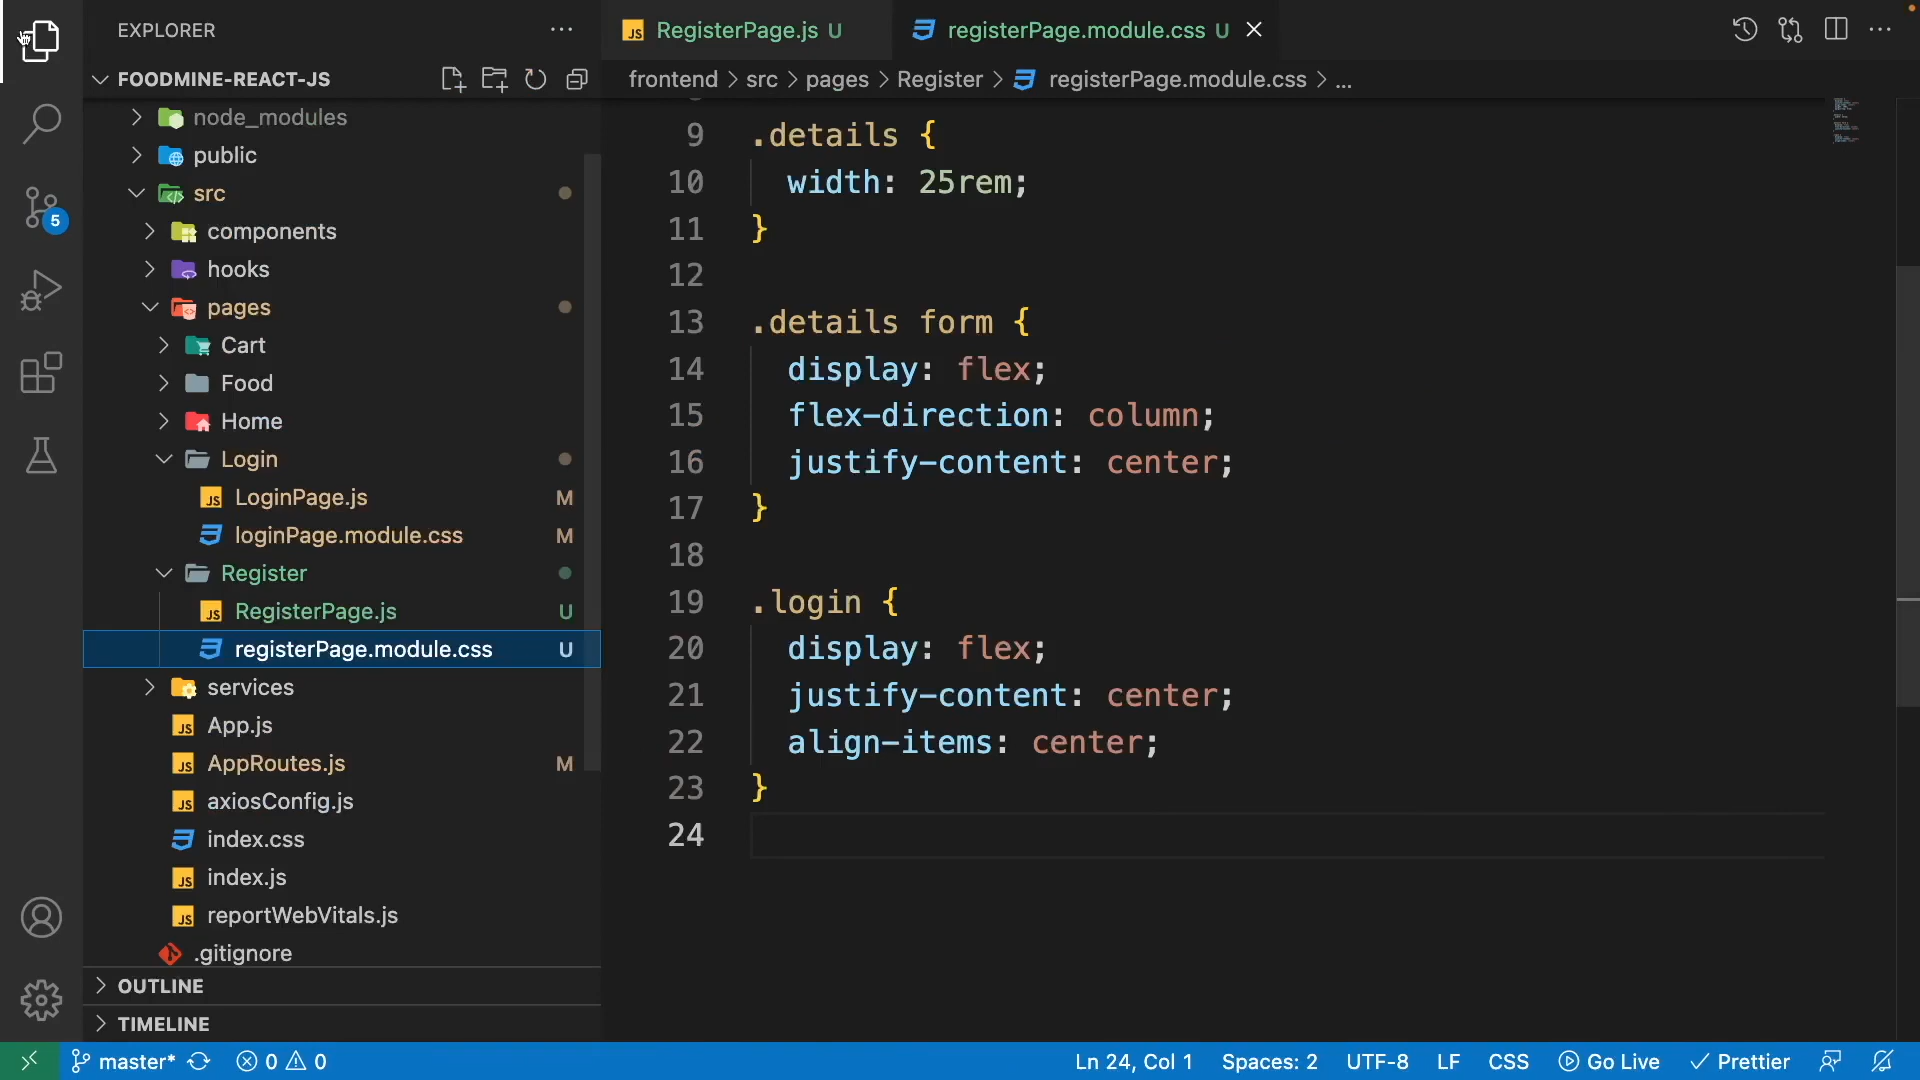 EXPLORER
RegisterPage.js U
registerPage.module.css U
FOODMINE-REACT-JS
frontend > src > pages > Register > registerPage.module.css > ...
node_modules
public
src
components
hooks
pages
Cart
Food
Home
Login
LoginPage.js M
loginPage.module.css M
Register
RegisterPage.js U
registerPage.module.css U
services
App.js
AppRoutes.js M
axiosConfig.js
index.css
index.js
reportWebVitals.js
.gitignore
OUTLINE
TIMELINE
5
9 .details {
10 width: 25rem;
11 }
12
13 .details form {
14 display: flex;
15 flex-direction: column;
16 justify-content: center;
17 }
18
19 .login {
20 display: flex;
21 justify-content: center;
22 align-items: center;
23 }
24
master* 0 0 Ln 24, Col 1 Spaces: 2 UTF-8 LF CSS Go Live Prettier